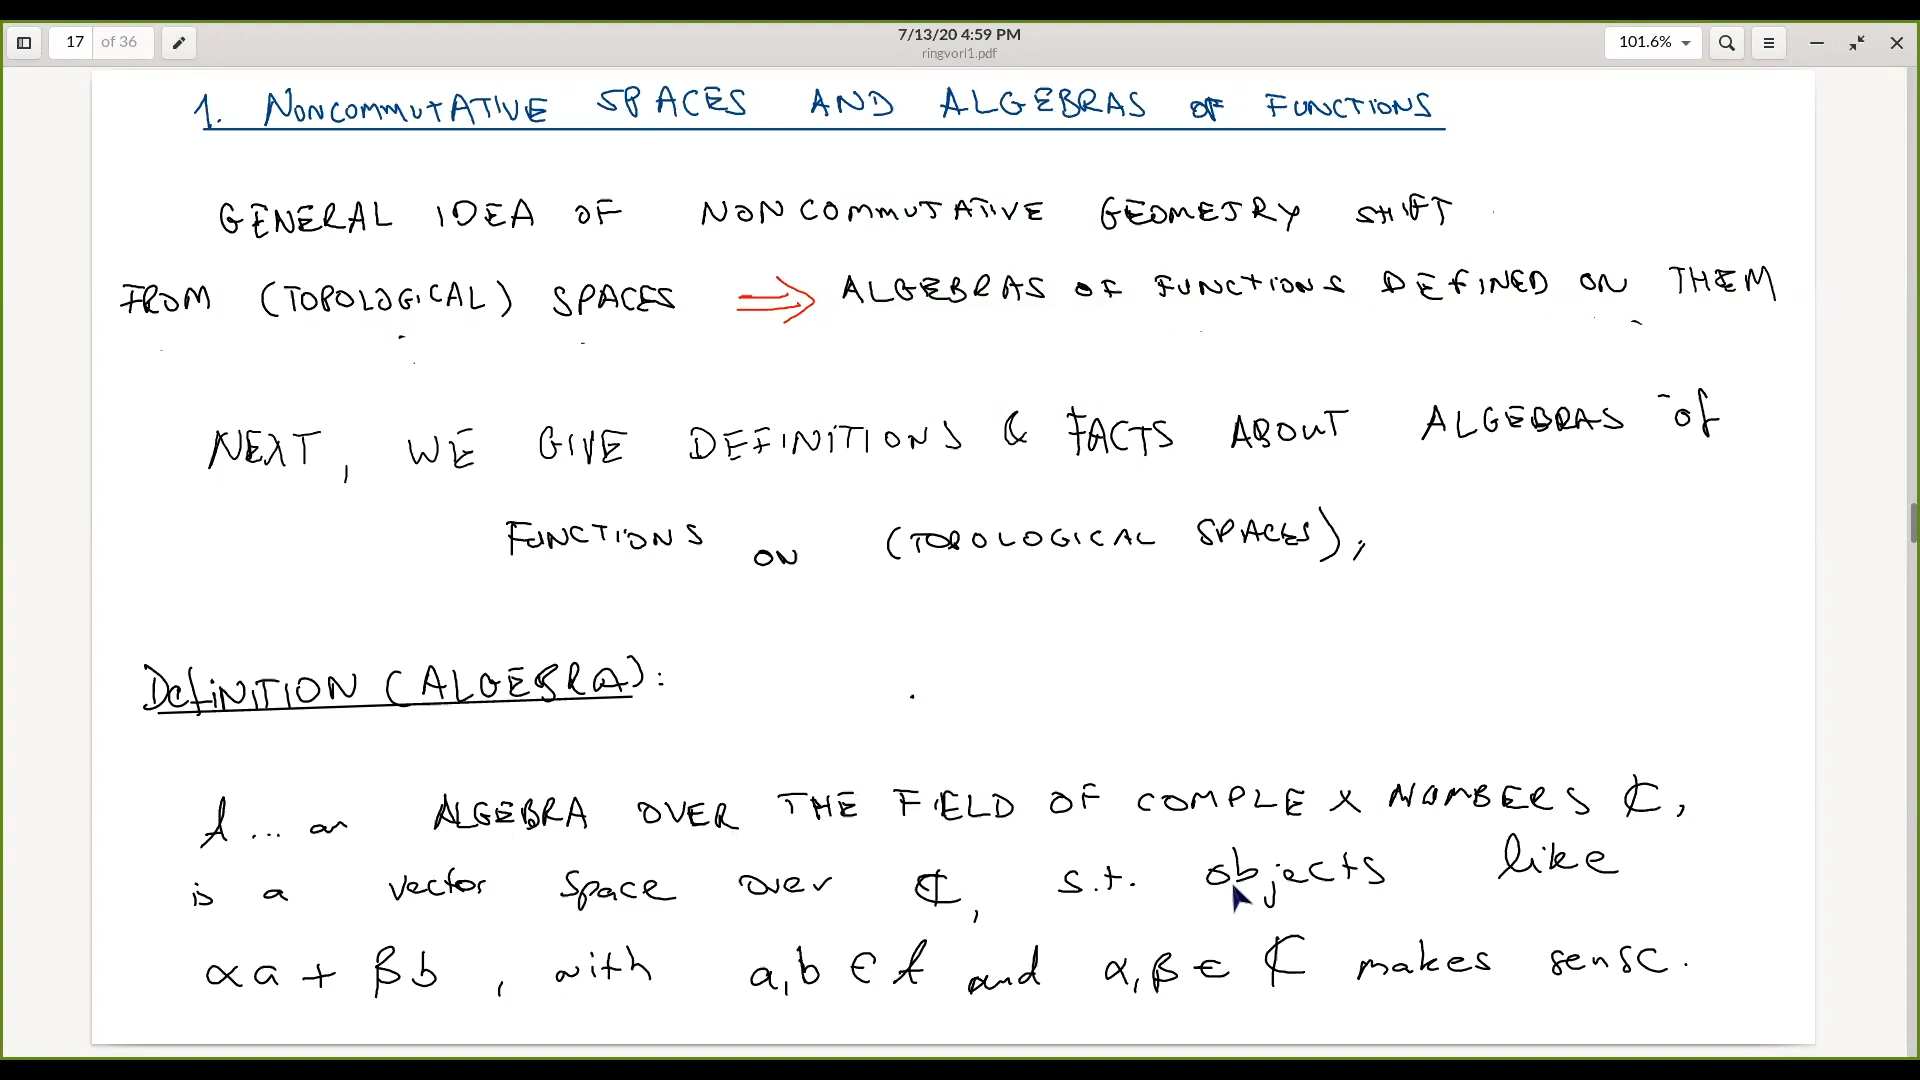 17 of 36
7/13/20 4:59 PM
ringvorl1.pdf
101.6%
1. NONCOMMUTATIVE SPACES AND ALGEBRAS OF FUNCTIONS
GENERAL IDEA OF NONCOMMUTATIVE GEOMETRY SHIFT
FROM (TOPOLOGICAL) SPACES ⇒ ALGEBRAS OF FUNCTIONS DEFINED ON THEM
NEXT, WE GIVE DEFINITIONS & FACTS ABOUT ALGEBRAS of
FUNCTIONS ON (TOPOLOGICAL SPACES),
DEfINITION (ALGEBRA):
A ... an ALGEBRA OVER THE FIELD OF COMPLEX NUMBERS ℂ,
is a vector space over ℂ, s.t. objects like
αa + βb, with a,b ∈ A and α,β ∈ ℂ makes sense.